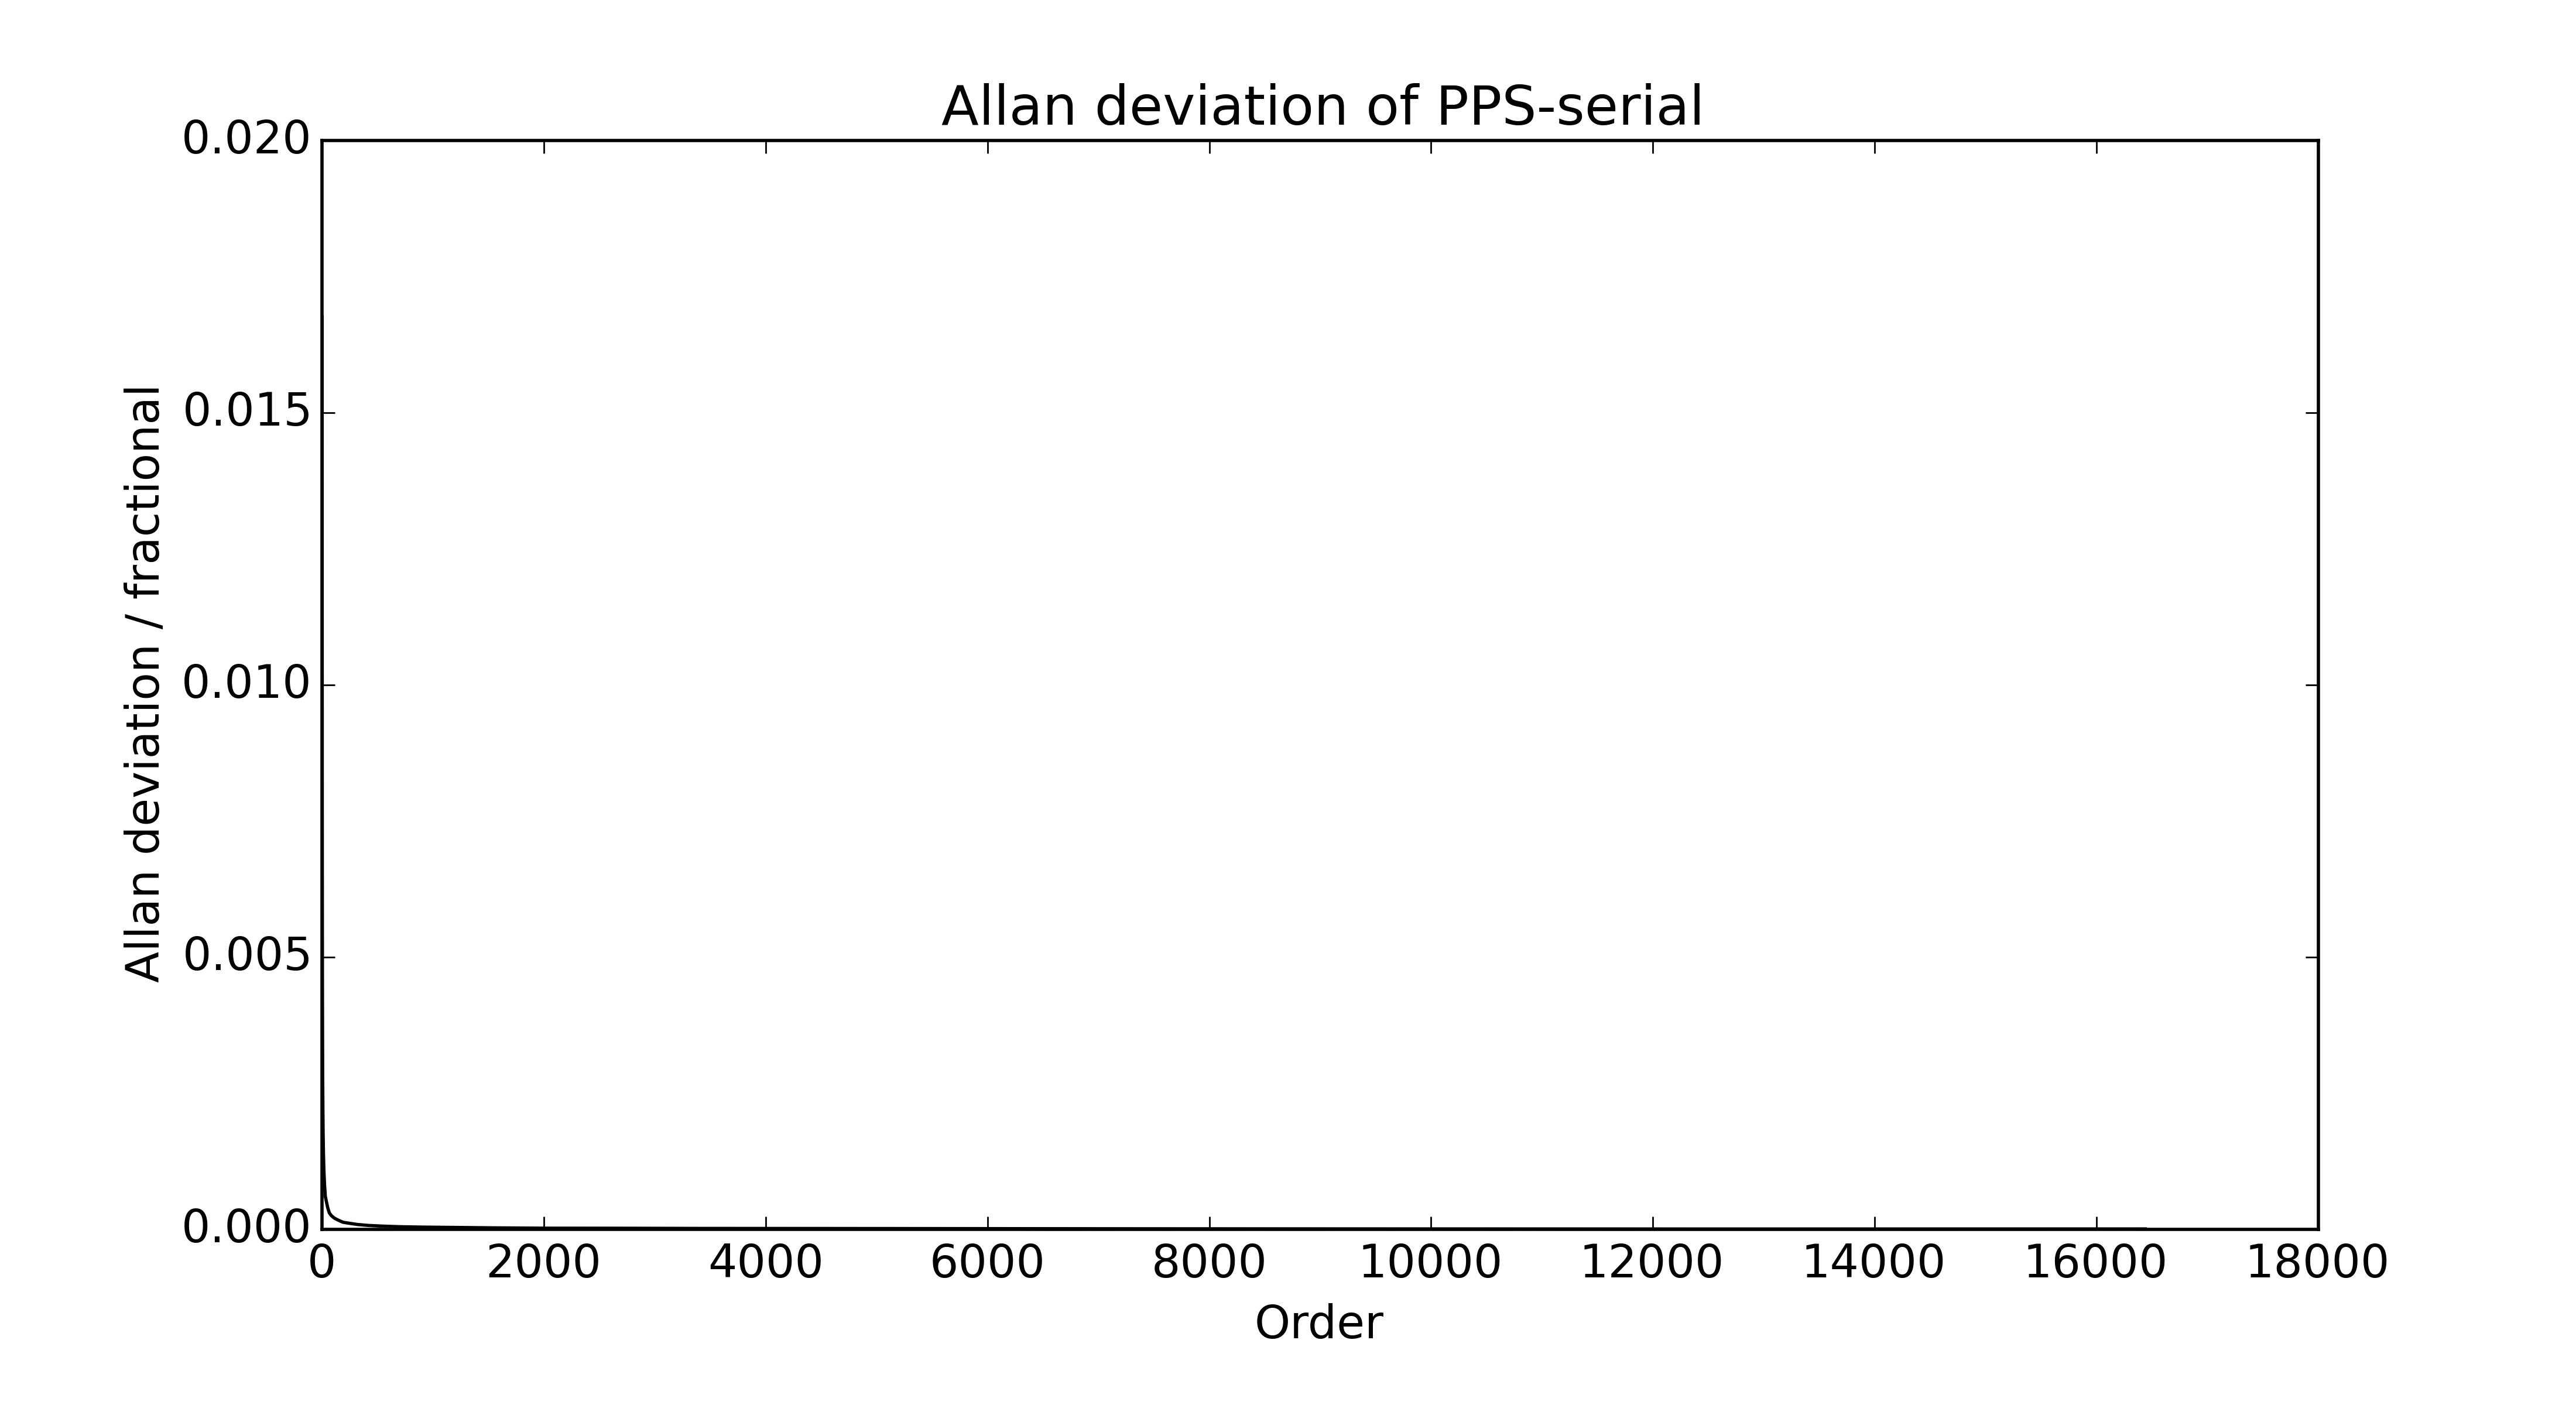 Allan deviation of PPS-serial
Allan deviation / fractional
0.020
0.015
0.010
0.005
0.000
0 2000 4000 6000 8000 10000 12000 14000 16000 18000
Order